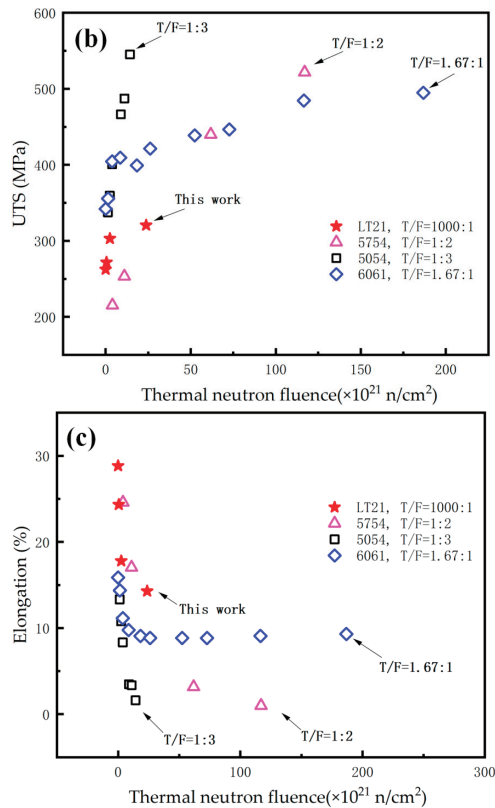 (b)
T/F=1:3
T/F=1:2
T/F=1.67:1
This work
LT21, T/F=1000:1
5754, T/F=1:2
5054, T/F=1:3
6061, T/F=1.67:1
UTS (MPa)
600
500
400
300
200
0 50 100 150 200
Thermal neutron fluence(×10²¹ n/cm²)
(c)
LT21, T/F=1000:1
5754, T/F=1:2
5054, T/F=1:3
6061, T/F=1.67:1
This work
T/F=1.67:1
T/F=1:3
T/F=1:2
Elongation (%)
30
20
10
0
0 100 200 300
Thermal neutron fluence(×10²¹ n/cm²)